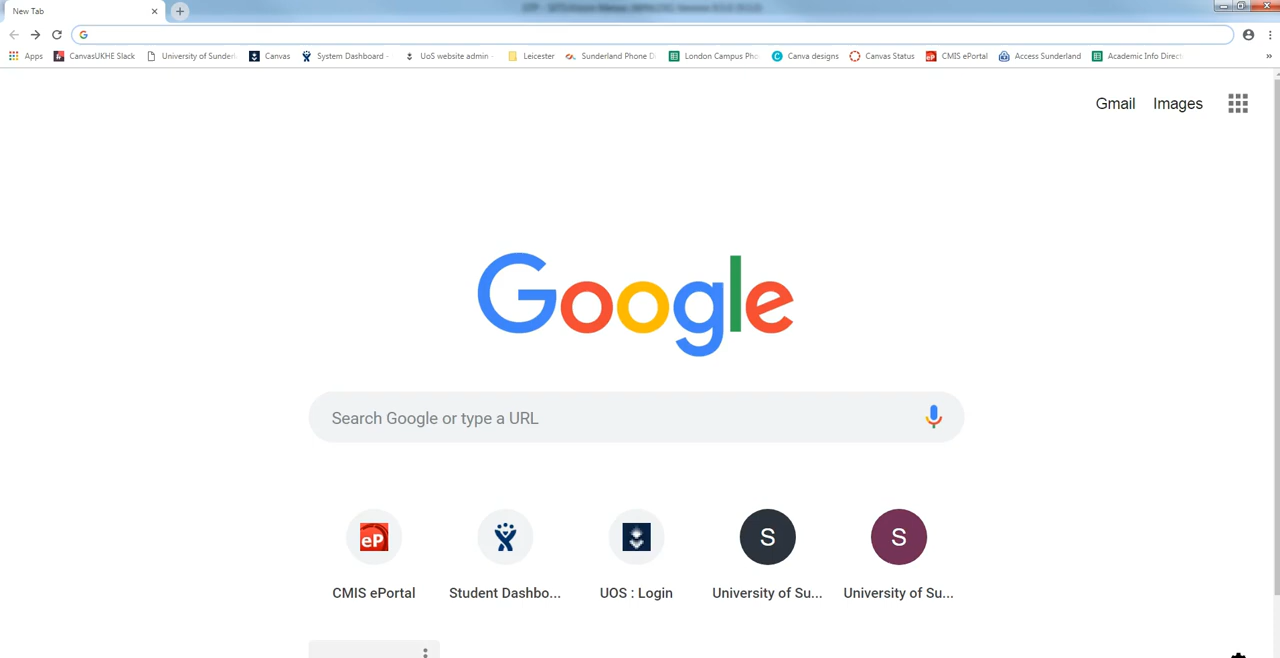 New Tab
Apps CanvasUKHE Slack University of Sunderl Canvas System Dashboard - UoS website admin - Leicester Sunderland Phone Di London Campus Pho Canva designs Canvas Status CMIS ePortal Access Sunderland Academic Info Direct »
Gmail Images
Google
Search Google or type a URL
eP S S
CMIS ePortal Student Dashbo... UOS : Login University of Su... University of Su...